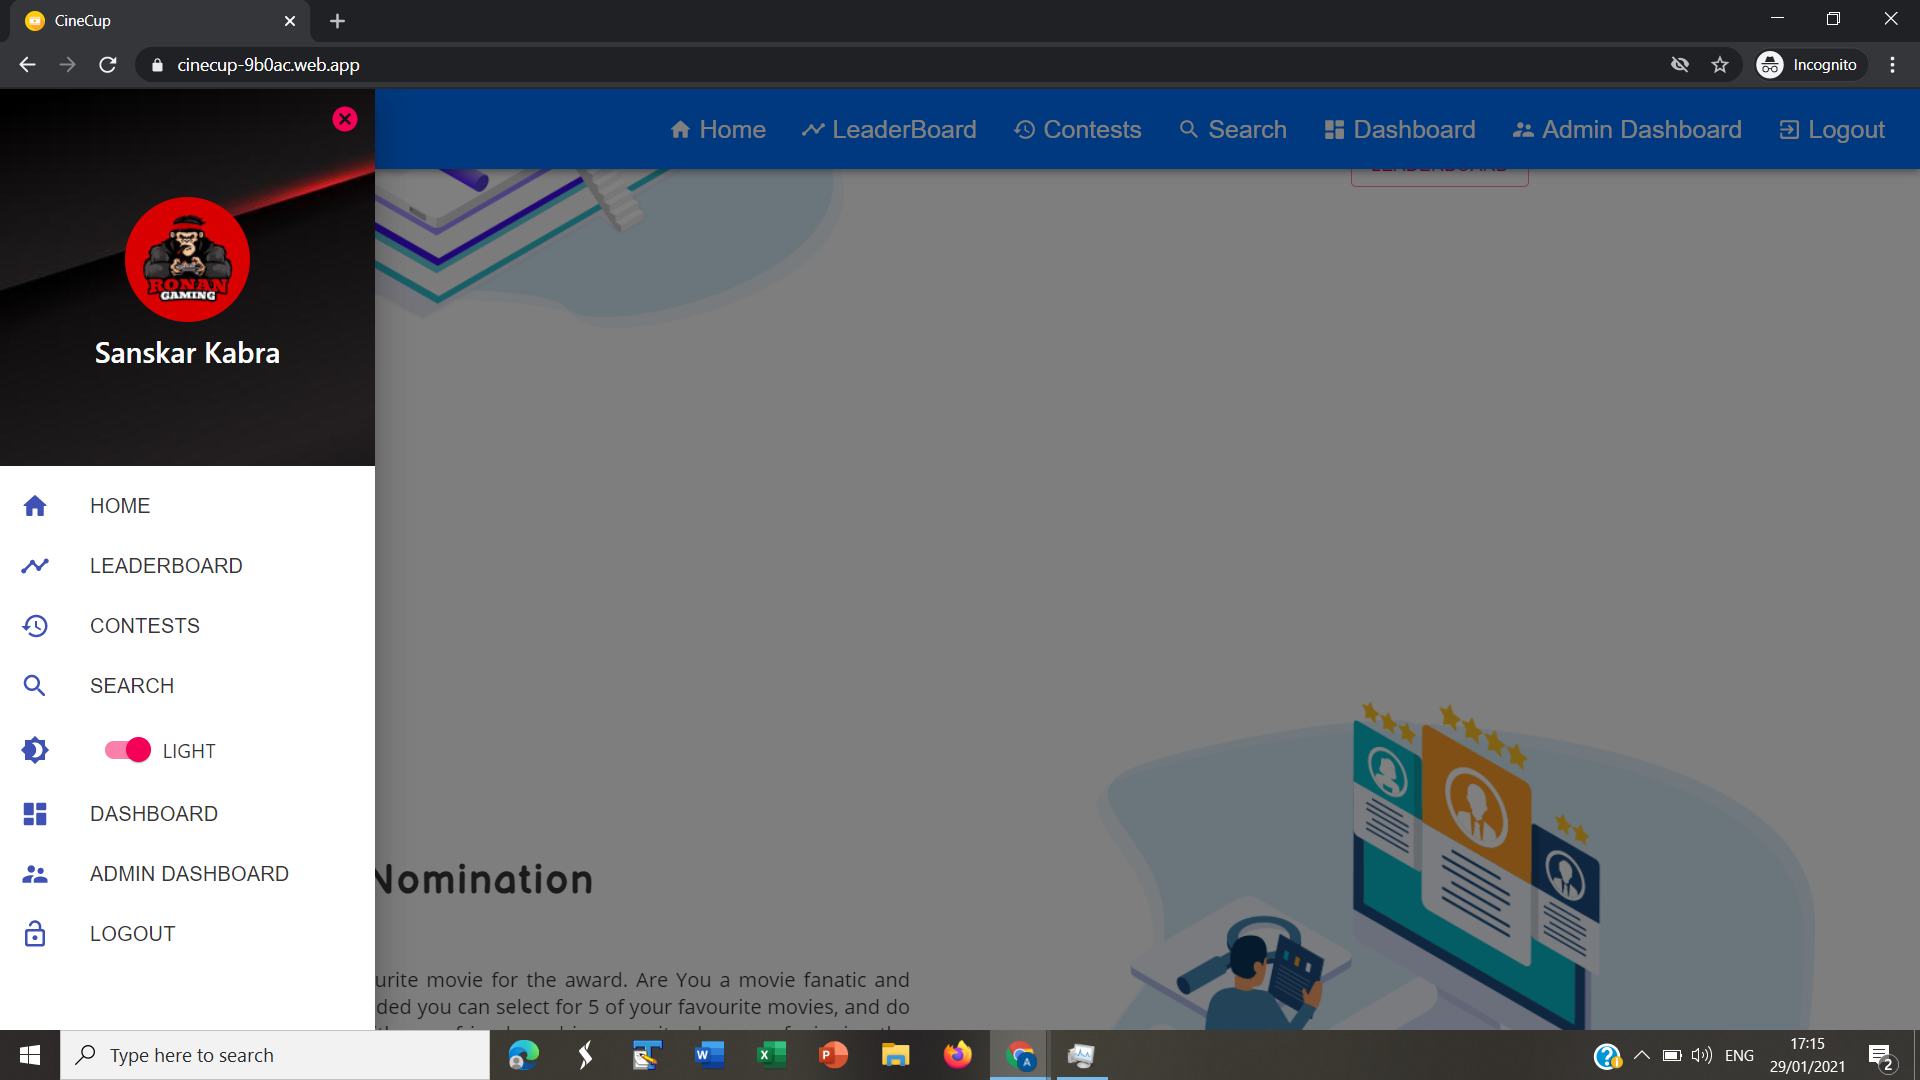 CineCup
cinecup-9b0ac.web.app
Incognito
Home
LeaderBoard
Contests
Search
Dashboard
Admin Dashboard
Logout
LEADERBOARD
RONAN
GAMING
Sanskar Kabra
HOME
LEADERBOARD
CONTESTS
SEARCH
LIGHT
DASHBOARD
ADMIN DASHBOARD
LOGOUT
Nomination
urite movie for the award. Are You a movie fanatic and
ded you can select for 5 of your favourite movies, and do
Type here to search
ENG
17:15
29/01/2021
2